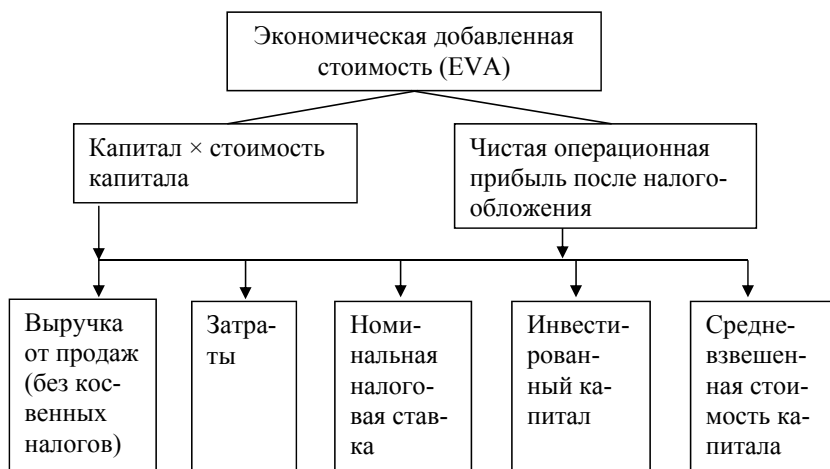 Экономическая добавленная
стоимость (EVA)
Капитал × стоимость
капитала
Чистая операционная
прибыль после налого-
обложения
Выручка
от продаж
(без кос-
венных
налогов)
Затра-
ты
Номи-
нальная
налого-
вая став-
ка
Инвести-
рован-
ный ка-
питал
Средне-
взвешен-
ная стои-
мость ка-
питала